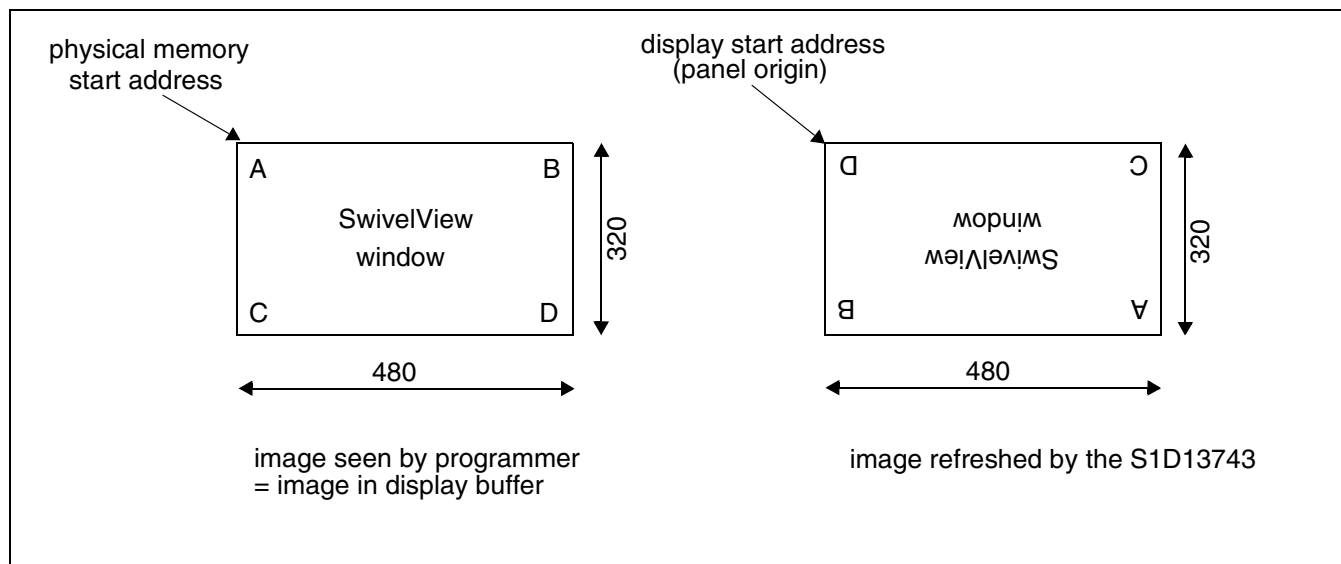 physical memory
start address
A
B
SwivelView
window
C
D
320
480
image seen by programmer
= image in display buffer
display start address
(panel origin)
D
C
window
SwivelView
B
A
320
480
image refreshed by the S1D13743